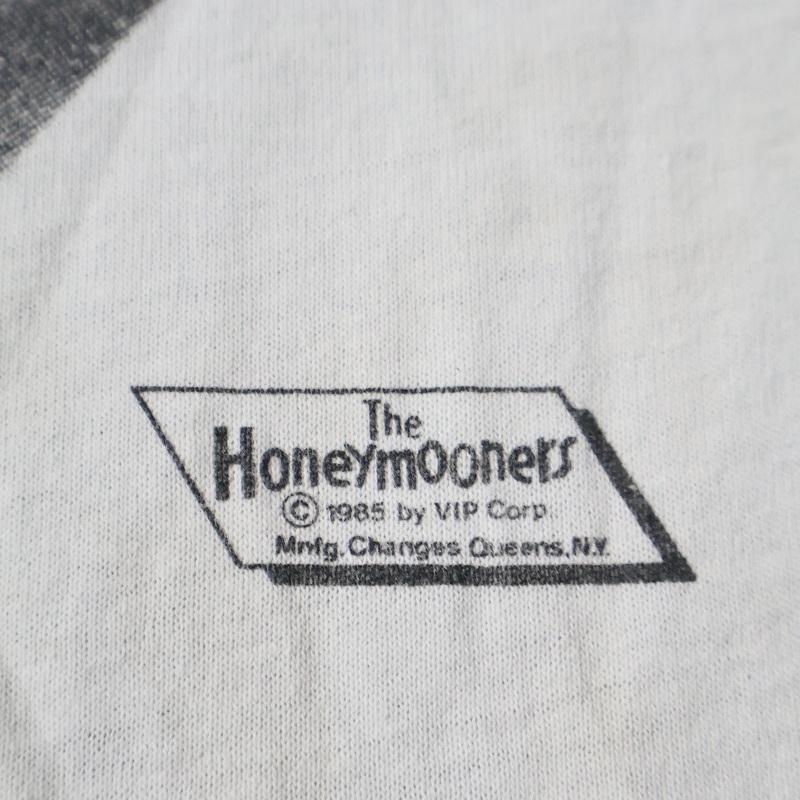 The
Honeymooners
© 1985 by VIP Corp.
Mnfg. Changes Queens, N.Y.